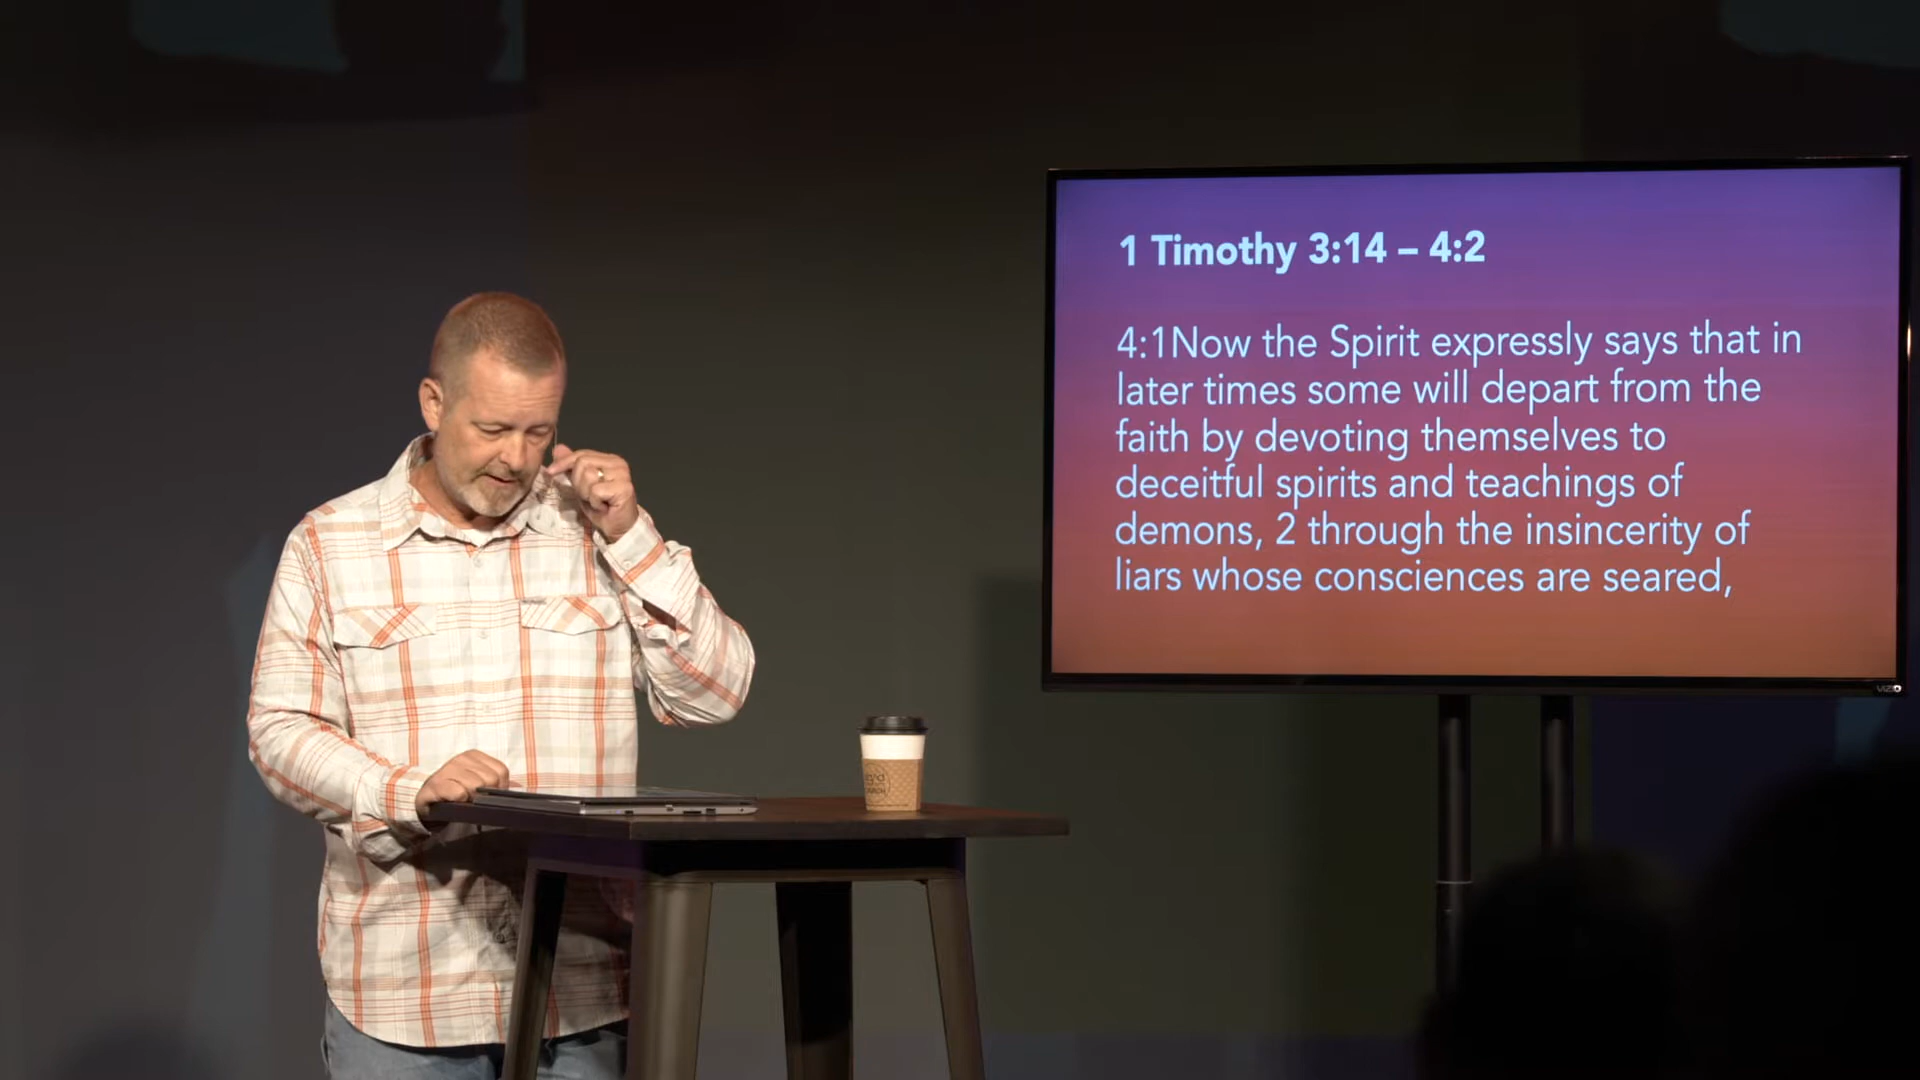 1 Timothy 3:14 – 4:2
4:1Now the Spirit expressly says that in
later times some will depart from the
faith by devoting themselves to
deceitful spirits and teachings of
demons, 2 through the insincerity of
liars whose consciences are seared,
VIZIO